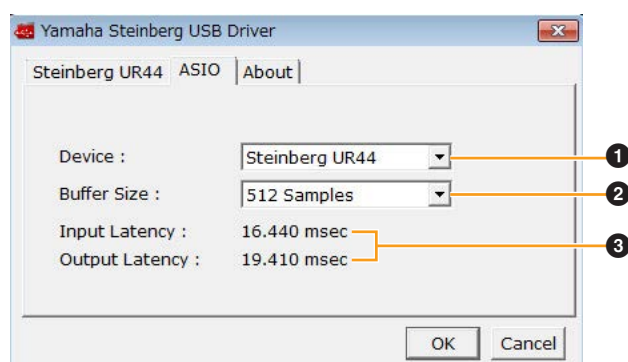 Yamaha Steinberg USB Driver
Steinberg UR44 ASIO About
Device : Steinberg UR44 1
Buffer Size : 512 Samples 2
Input Latency : 16.440 msec
3
Output Latency : 19.410 msec
OK Cancel